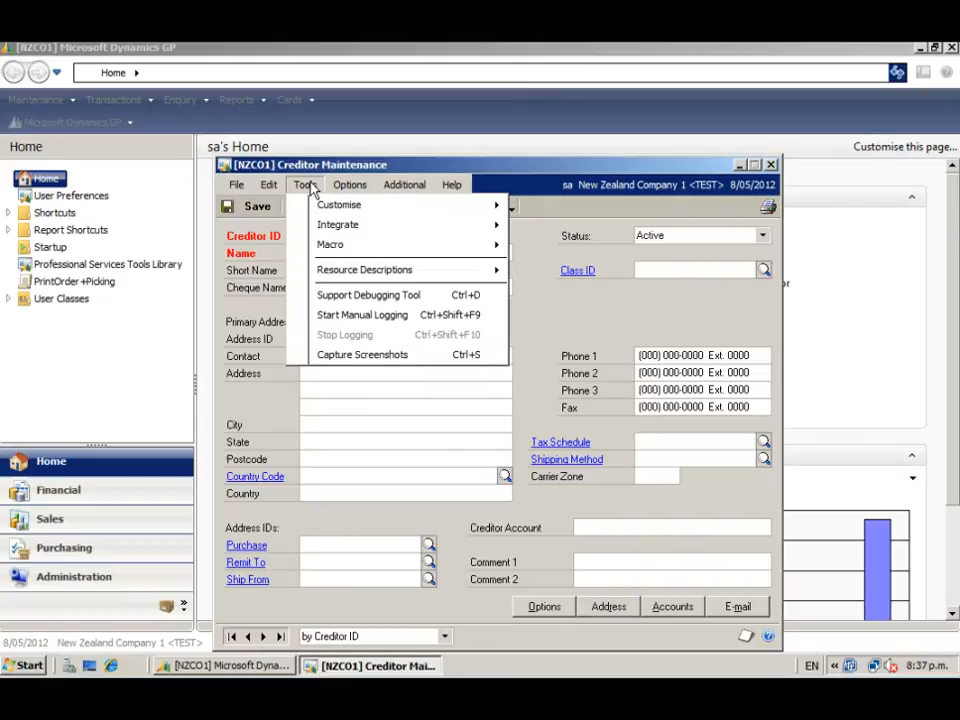 [NZCO1] Microsoft Dynamics GP
Home
Maintenance Transactions Enquiry Reports Cards
Microsoft Dynamics GP
Home
sa's Home
Customise this page...
Home
User Preferences
Shortcuts
Report Shortcuts
Startup
Professional Services Tools Library
PrintOrder+Picking
User Classes
Home
Financial
Sales
Purchasing
Administration
[NZCO1] Creditor Maintenance
File Edit Tools Options Additional Help
sa New Zealand Company 1 <TEST> 8/05/2012
Save
Customise
Integrate
Macro
Resource Descriptions
Support Debugging Tool Ctrl+D
Start Manual Logging Ctrl+Shift+F9
Stop Logging Ctrl+Shift+F10
Capture Screenshots Ctrl+S
Creditor ID
Name
Short Name
Cheque Name
Status: Active
Class ID
Primary Addre
Address ID
Contact
Address
City
State
Postcode
Country Code
Country
Phone 1 (000) 000-0000 Ext. 0000
Phone 2 (000) 000-0000 Ext. 0000
Phone 3 (000) 000-0000 Ext. 0000
Fax (000) 000-0000 Ext. 0000
Tax Schedule
Shipping Method
Carrier Zone
Address IDs:
Purchase
Remit To
Ship From
Creditor Account
Comment 1
Comment 2
Options Address Accounts E-mail
by Creditor ID
8/05/2012 New Zealand Company 1 <TEST>
Start
[NZCO1] Microsoft Dyna...
[NZCO1] Creditor Mai...
EN
8:37 p.m.